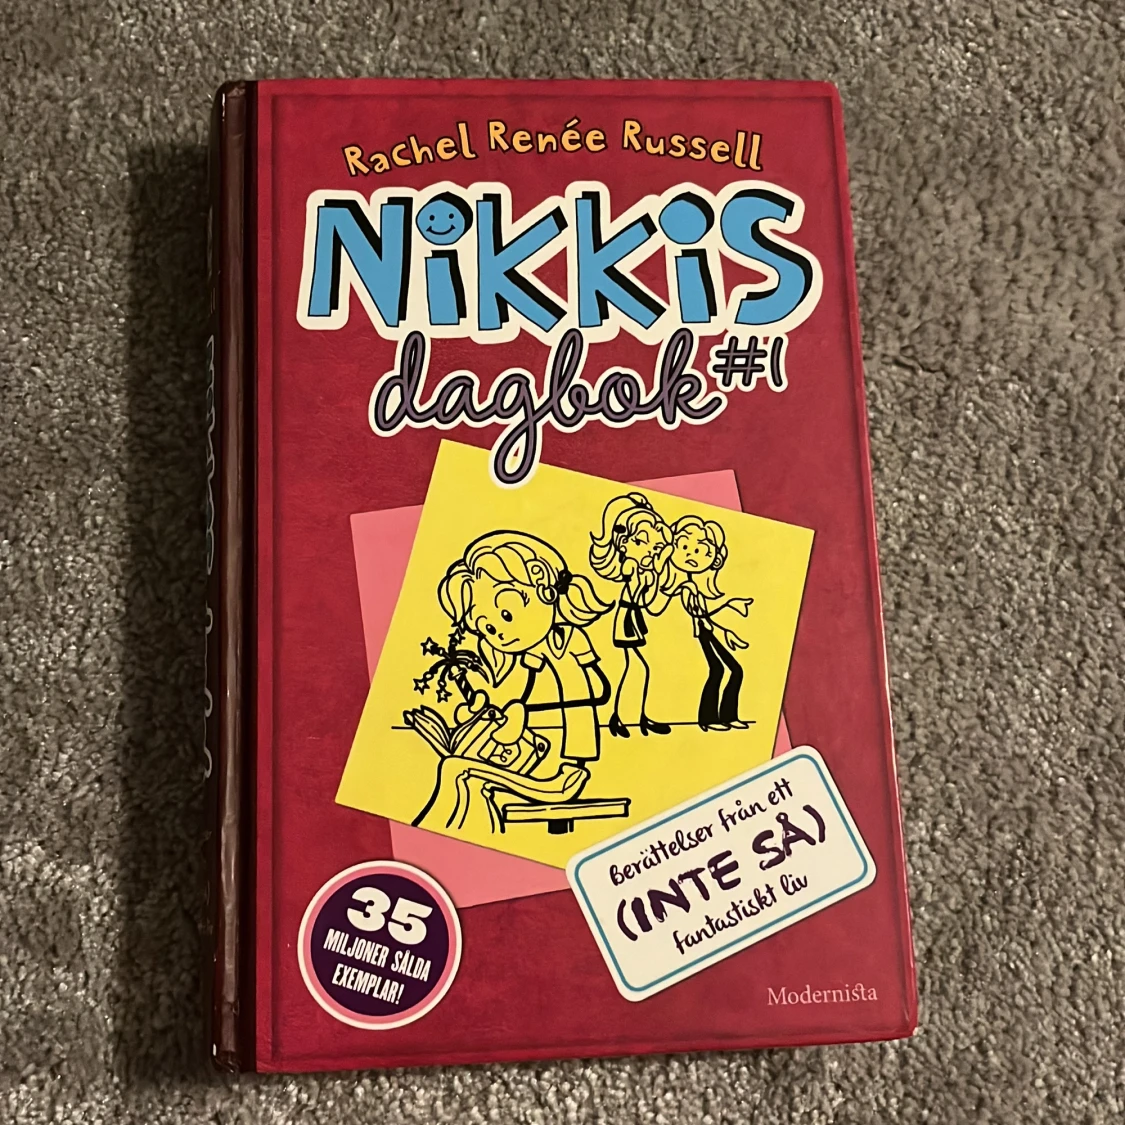 Rachel Renée Russell
NiKKiS
dagbok #1
Berättelser från ett
(INTE SÅ)
fantastiskt liv
35
MILJONER SÅLDA
EXEMPLAR!
Modernista